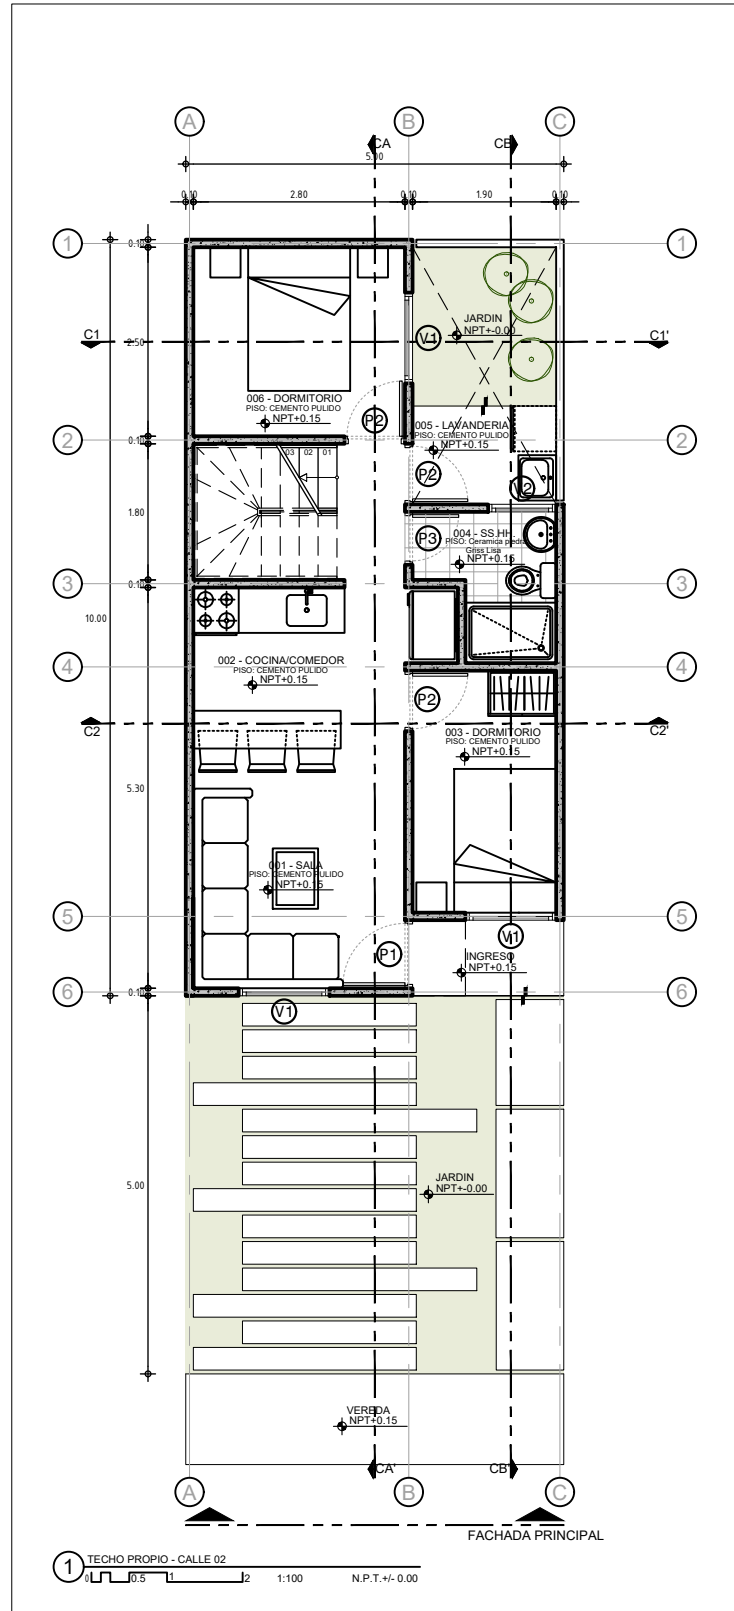 A
B
C
CA
CB
5.00
0.10
2.80
0.10
1.90
0.10
1
0.10
1
JARDIN
NPT+-0.00
C1
2.50
V1
C1'
006 - DORMITORIO
PISO: CEMENTO PULIDO
NPT+0.15
P2
005 - LAVANDERIA
PISO: CEMENTO PULIDO
NPT+0.15
2
0.10
2
03
02
01
P2
V2
1.80
P3
004 - SS.HH.
PISO: Ceramica piedra
Griss Lisa
NPT+0.15
3
0.10
3
10.00
002 - COCINA/COMEDOR
PISO: CEMENTO PULIDO
NPT+0.15
4
4
P2
C2
C2'
003 - DORMITORIO
PISO: CEMENTO PULIDO
NPT+0.15
5.30
001 - SALA
PISO: CEMENTO PULIDO
NPT+0.15
5
5
V1
P1
INGRESO
NPT+0.15
6
0.10
6
V1
JARDIN
NPT+-0.00
5.00
VEREDA
NPT+0.15
CA'
CB'
A
B
C
FACHADA PRINCIPAL
1
TECHO PROPIO - CALLE 02
0
0.5
1
2
1:100
N.P.T.+/- 0.00